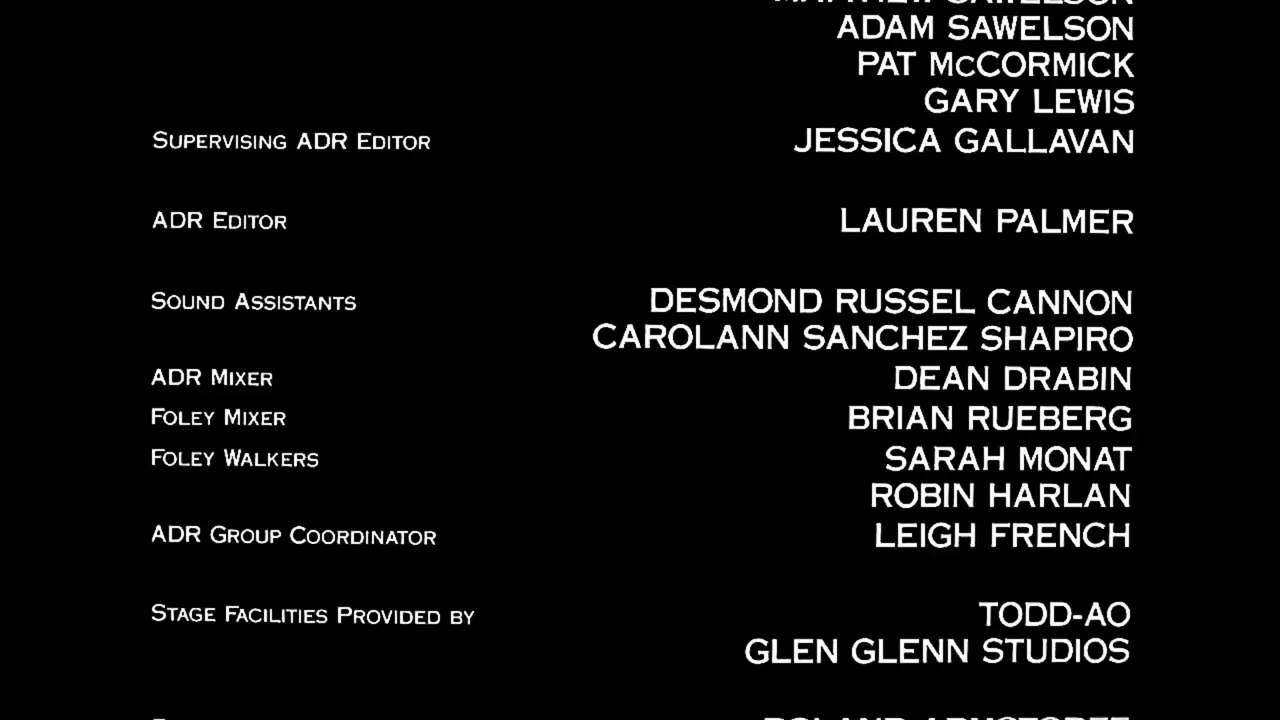 ADAM SAWELSON
PAT McCORMICK
GARY LEWIS
SUPERVISING ADR EDITOR JESSICA GALLAVAN
ADR EDITOR LAUREN PALMER
SOUND ASSISTANTS DESMOND RUSSEL CANNON
CAROLANN SANCHEZ SHAPIRO
ADR MIXER DEAN DRABIN
FOLEY MIXER BRIAN RUEBERG
FOLEY WALKERS SARAH MONAT
ROBIN HARLAN
ADR GROUP COORDINATOR LEIGH FRENCH
STAGE FACILITIES PROVIDED BY TODD-AO
GLEN GLENN STUDIOS